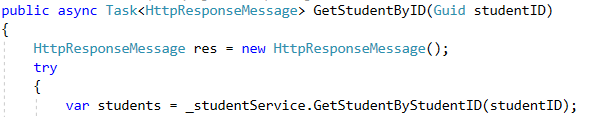 public async Task<HttpResponseMessage> GetStudentByID(Guid studentID)
{
HttpResponseMessage res = new HttpResponseMessage();
try
{
var students = _studentService.GetStudentByStudentID(studentID);